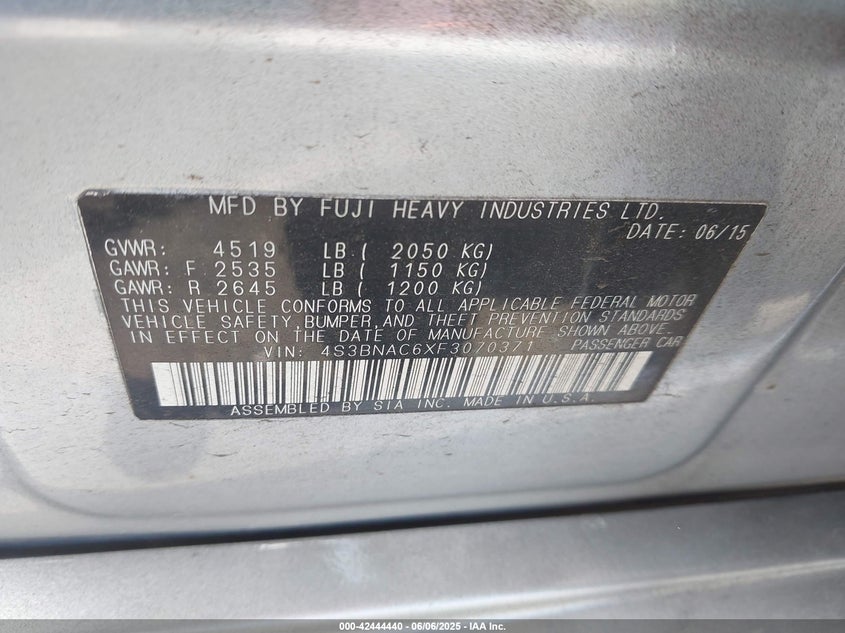 MFD BY FUJI HEAVY INDUSTRIES LTD.
DATE: 06/15
GVWR: 4519 LB ( 2050 KG)
GAWR: F 2535 LB ( 1150 KG)
GAWR: R 2645 LB ( 1200 KG)
THIS VEHICLE CONFORMS TO ALL APPLICABLE FEDERAL MOTOR
VEHICLE SAFETY,BUMPER,AND THEFT PREVENTION STANDARDS
IN EFFECT ON THE DATE OF MANUFACTURE SHOWN ABOVE.
VIN: 4S3BNAC6XF3070371 PASSENGER CAR
ASSEMBLED BY SIA INC. MADE IN U.S.A.
000-42444440 - 06/06/2025 - IAA Inc.